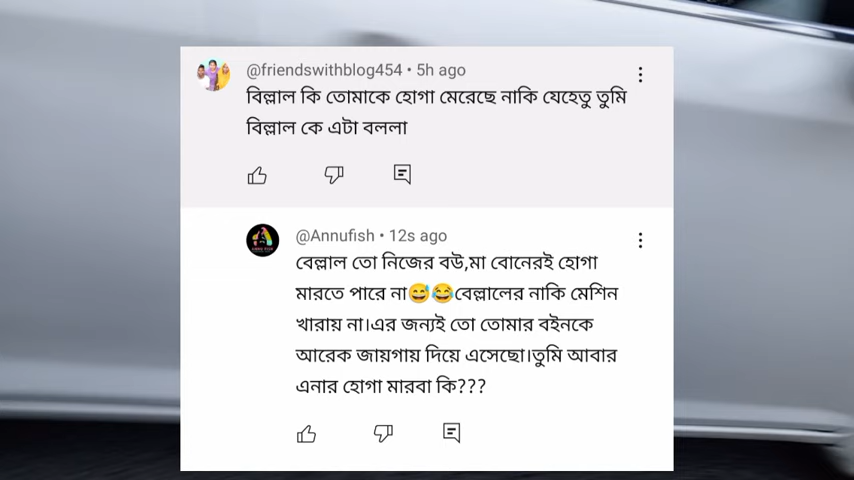 @friendswithblog454 • 5h ago
বিল্লাল কি তোমাকে হোগা মেরেছে নাকি যেহেতু তুমি
বিল্লাল কে এটা বললা
@Annufish • 12s ago
বেল্লাল তো নিজের বউ,মা বোনেরই হোগা
মারতে পারে না😅😂বেল্লালের নাকি মেশিন
খারায় না।এর জন্যই তো তোমার বইনকে
আরেক জায়গায় দিয়ে এসেছো।তুমি আবার
এনার হোগা মারবা কি???